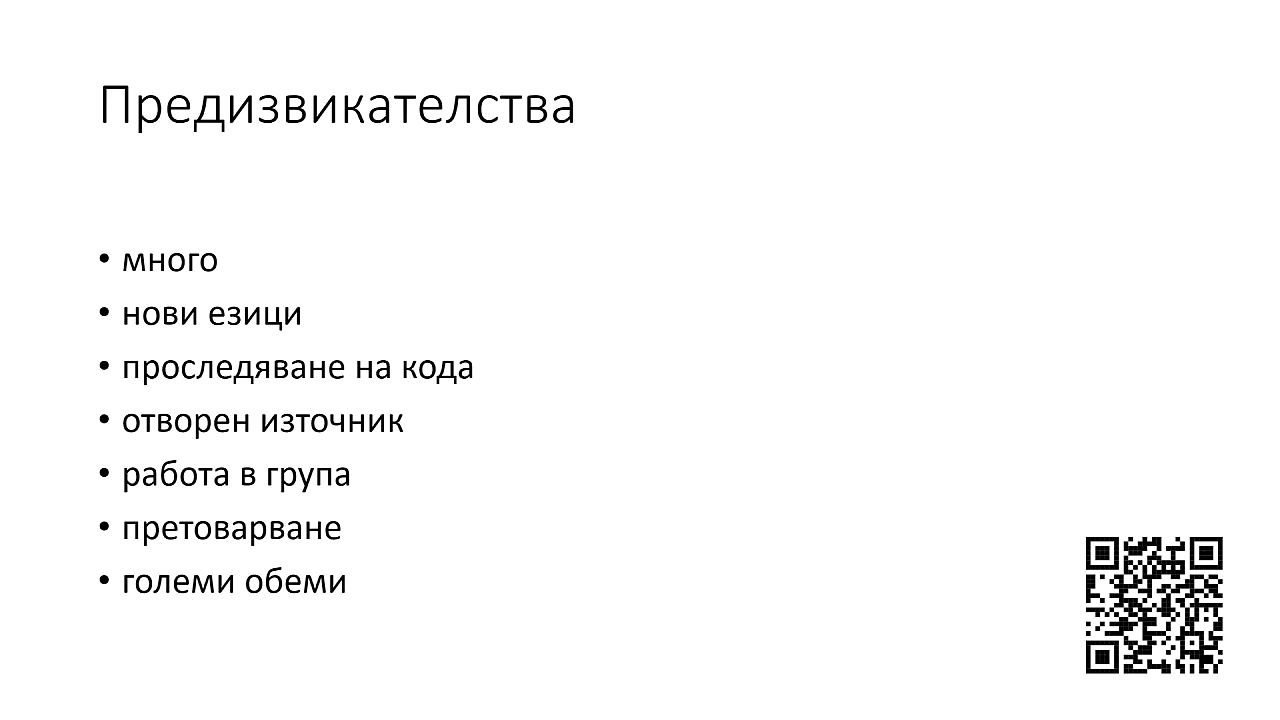 Предизвикателства
• много
• нови езици
• проследяване на кода
• отворен източник
• работа в група
• претоварване
• големи обеми